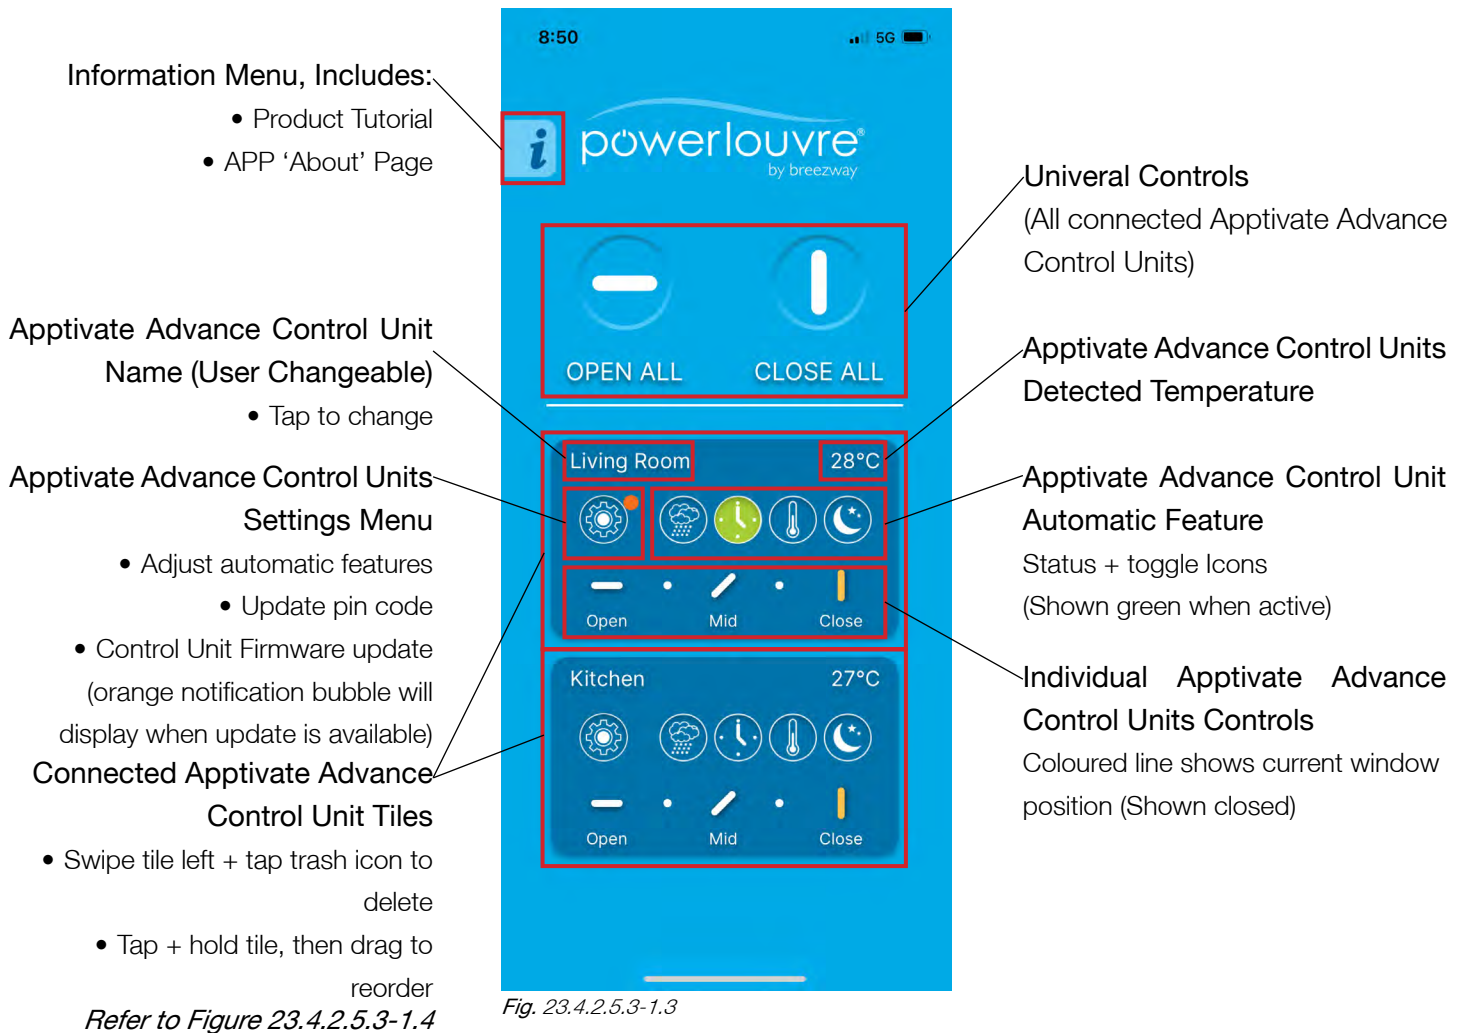 Information Menu, Includes:
• Product Tutorial
• APP ‘About’ Page
Apptivate Advance Control Unit
Name (User Changeable)
• Tap to change
Apptivate Advance Control Units
Settings Menu
• Adjust automatic features
• Update pin code
• Control Unit Firmware update
(orange notification bubble will
display when update is available)
Connected Apptivate Advance
Control Unit Tiles
• Swipe tile left + tap trash icon to
delete
• Tap + hold tile, then drag to
reorder
Refer to Figure 23.4.2.5.3-1.4
8:50
5G
i
powerlouvre®
by breezway
OPEN ALL
CLOSE ALL
Living Room
28°C
Open
Mid
Close
Kitchen
27°C
Open
Mid
Close
Fig. 23.4.2.5.3-1.3
Univeral Controls
(All connected Apptivate Advance
Control Units)
Apptivate Advance Control Units
Detected Temperature
Apptivate Advance Control Unit
Automatic Feature
Status + toggle Icons
(Shown green when active)
Individual Apptivate Advance
Control Units Controls
Coloured line shows current window
position (Shown closed)